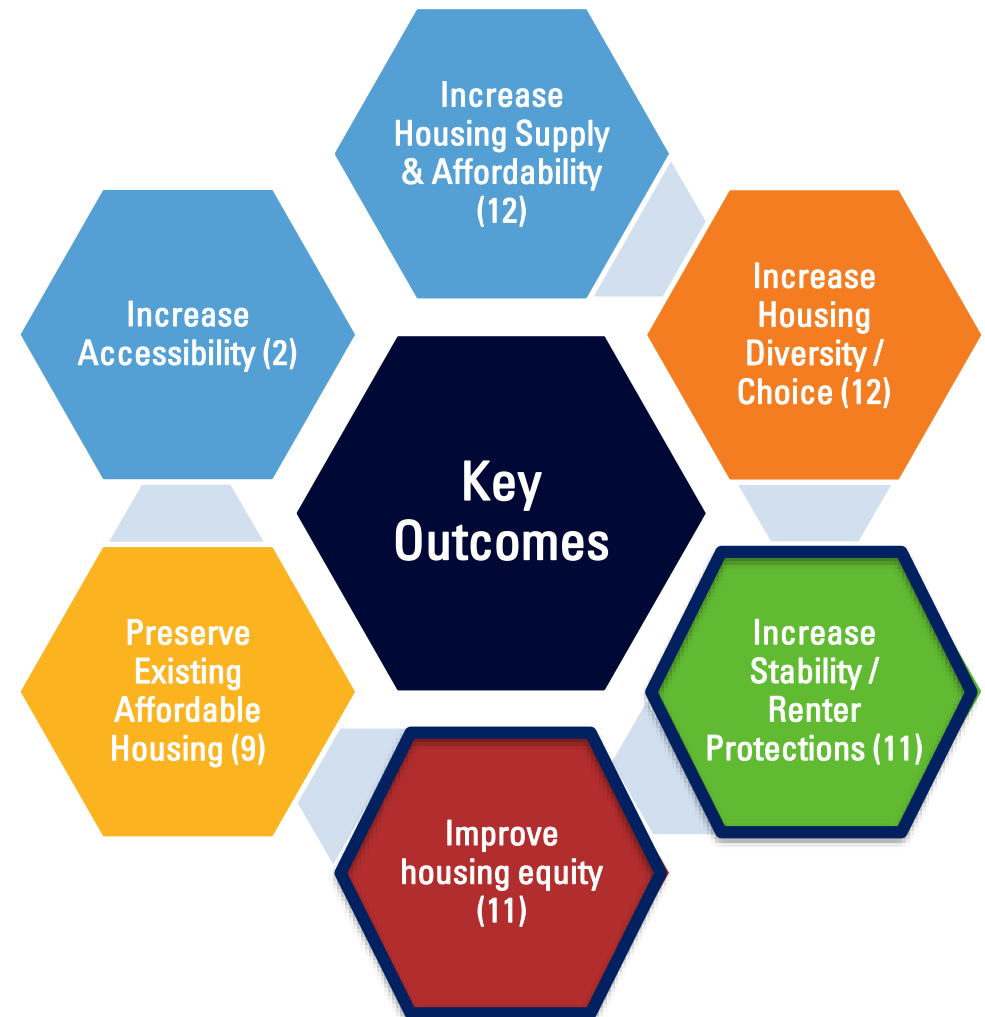 Increase
Housing Supply
& Affordability
(12)
Increase
Housing
Diversity /
Choice (12)
Increase
Stability /
Renter
Protections (11)
Improve
housing equity
(11)
Preserve
Existing
Affordable
Housing (9)
Increase
Accessibility (2)
Key
Outcomes